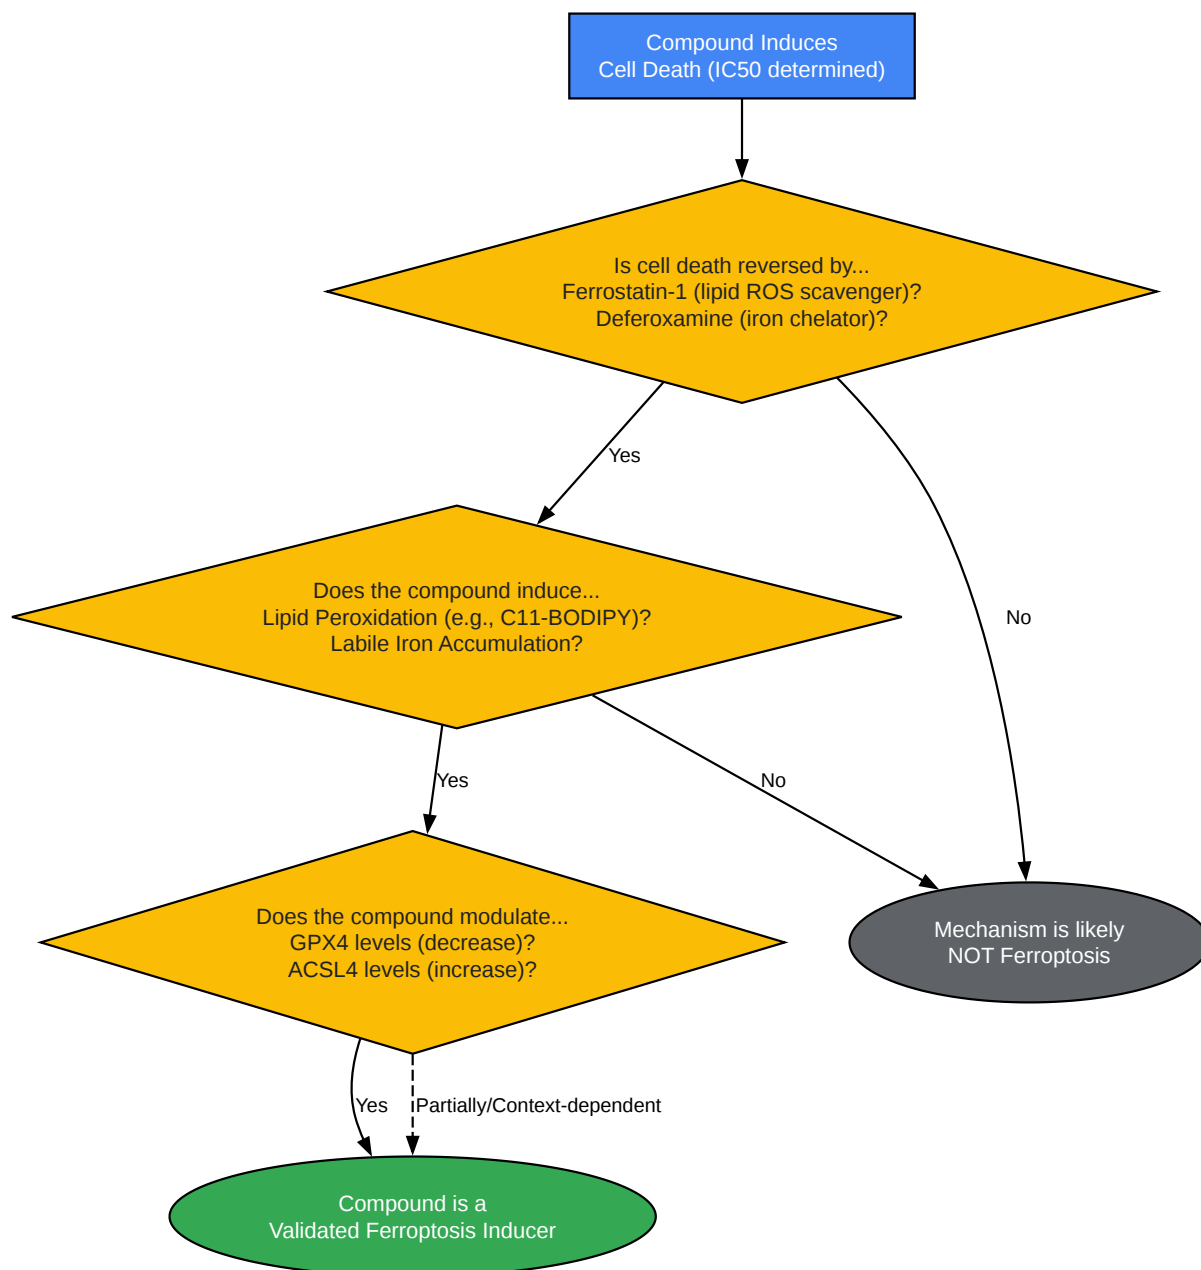 Compound Induces
Cell Death (IC50 determined)
Is cell death reversed by...
Ferrostatin-1 (lipid ROS scavenger)?
Deferoxamine (iron chelator)?
Yes
No
Does the compound induce...
Lipid Peroxidation (e.g., C11-BODIPY)?
Labile Iron Accumulation?
Yes
No
Does the compound modulate...
GPX4 levels (decrease)?
ACSL4 levels (increase)?
Mechanism is likely
NOT Ferroptosis
Yes
Partially/Context-dependent
Compound is a
Validated Ferroptosis Inducer